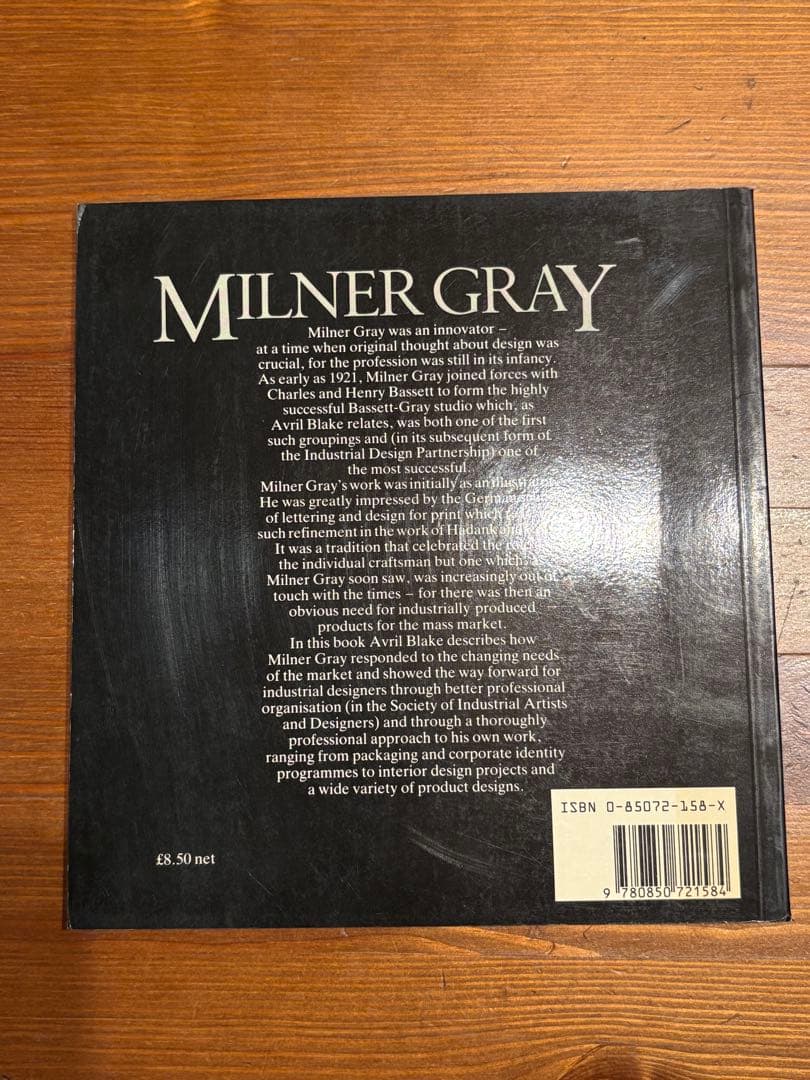 MILNER GRAY
Milner Gray was an innovator –
at a time when original thought about design was
crucial, for the profession was still in its infancy.
As early as 1921, Milner Gray joined forces with
Charles and Henry Bassett to form the highly
successful Bassett-Gray studio which, as
Avril Blake relates, was both one of the first
such groupings and (in its subsequent form of
the Industrial Design Partnership) one of
the most successful.
Milner Gray's work was initially as an illustrator.
He was greatly impressed by the German
of lettering and design for print which
such refinement in the work of Hadank and
It was a tradition that celebrated the
the individual craftsman but one which, as
Milner Gray soon saw, was increasingly out of
touch with the times – for there was then an
obvious need for industrially produced
products for the mass market.
In this book Avril Blake describes how
Milner Gray responded to the changing needs
of the market and showed the way forward for
industrial designers through better professional
organisation (in the Society of Industrial Artists
and Designers) and through a thoroughly
professional approach to his own work,
ranging from packaging and corporate identity
programmes to interior design projects and
a wide variety of product designs.
£8.50 net
ISBN 0-85072-158-X
9 780850 721584